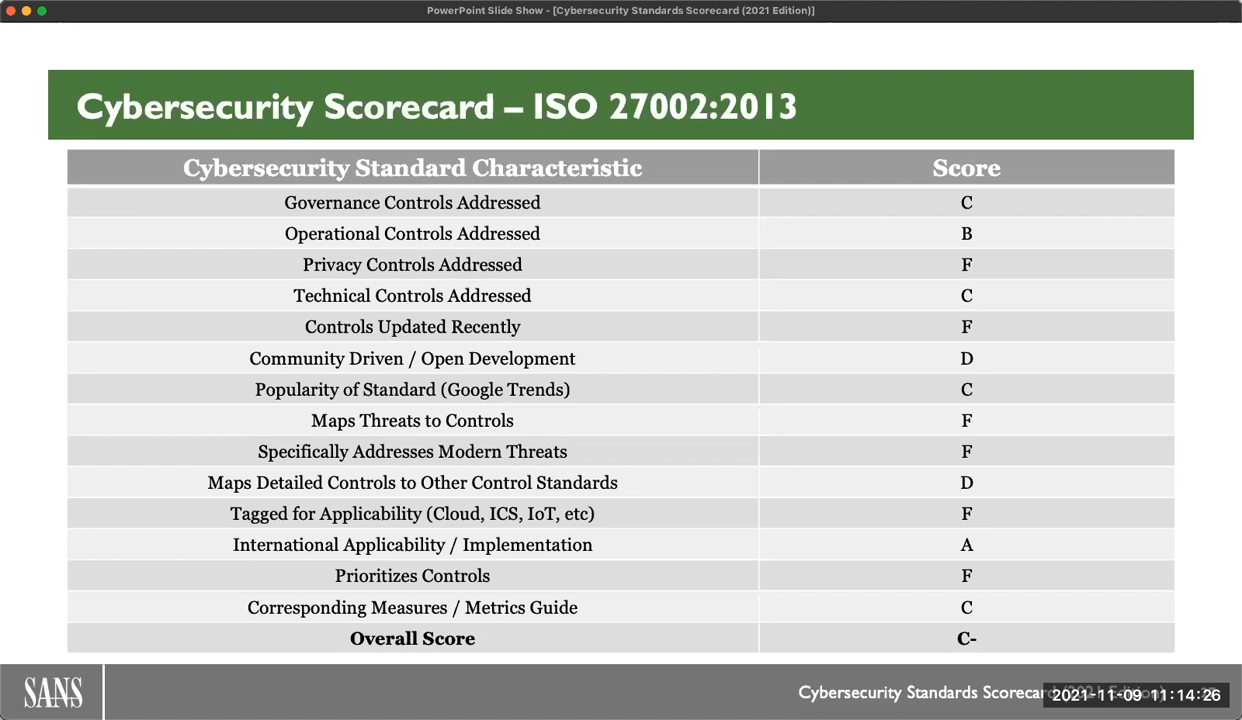 PowerPoint Slide Show - [Cybersecurity Standards Scorecard (2021 Edition)]
Cybersecurity Scorecard – ISO 27002:2013
Cybersecurity Standard Characteristic Score
Governance Controls Addressed C
Operational Controls Addressed B
Privacy Controls Addressed F
Technical Controls Addressed C
Controls Updated Recently F
Community Driven / Open Development D
Popularity of Standard (Google Trends) C
Maps Threats to Controls F
Specifically Addresses Modern Threats F
Maps Detailed Controls to Other Control Standards D
Tagged for Applicability (Cloud, ICS, IoT, etc) F
International Applicability / Implementation A
Prioritizes Controls F
Corresponding Measures / Metrics Guide C
Overall Score C-
SANS
Cybersecurity Standards Scorecard
2021-11-09 11:14:26